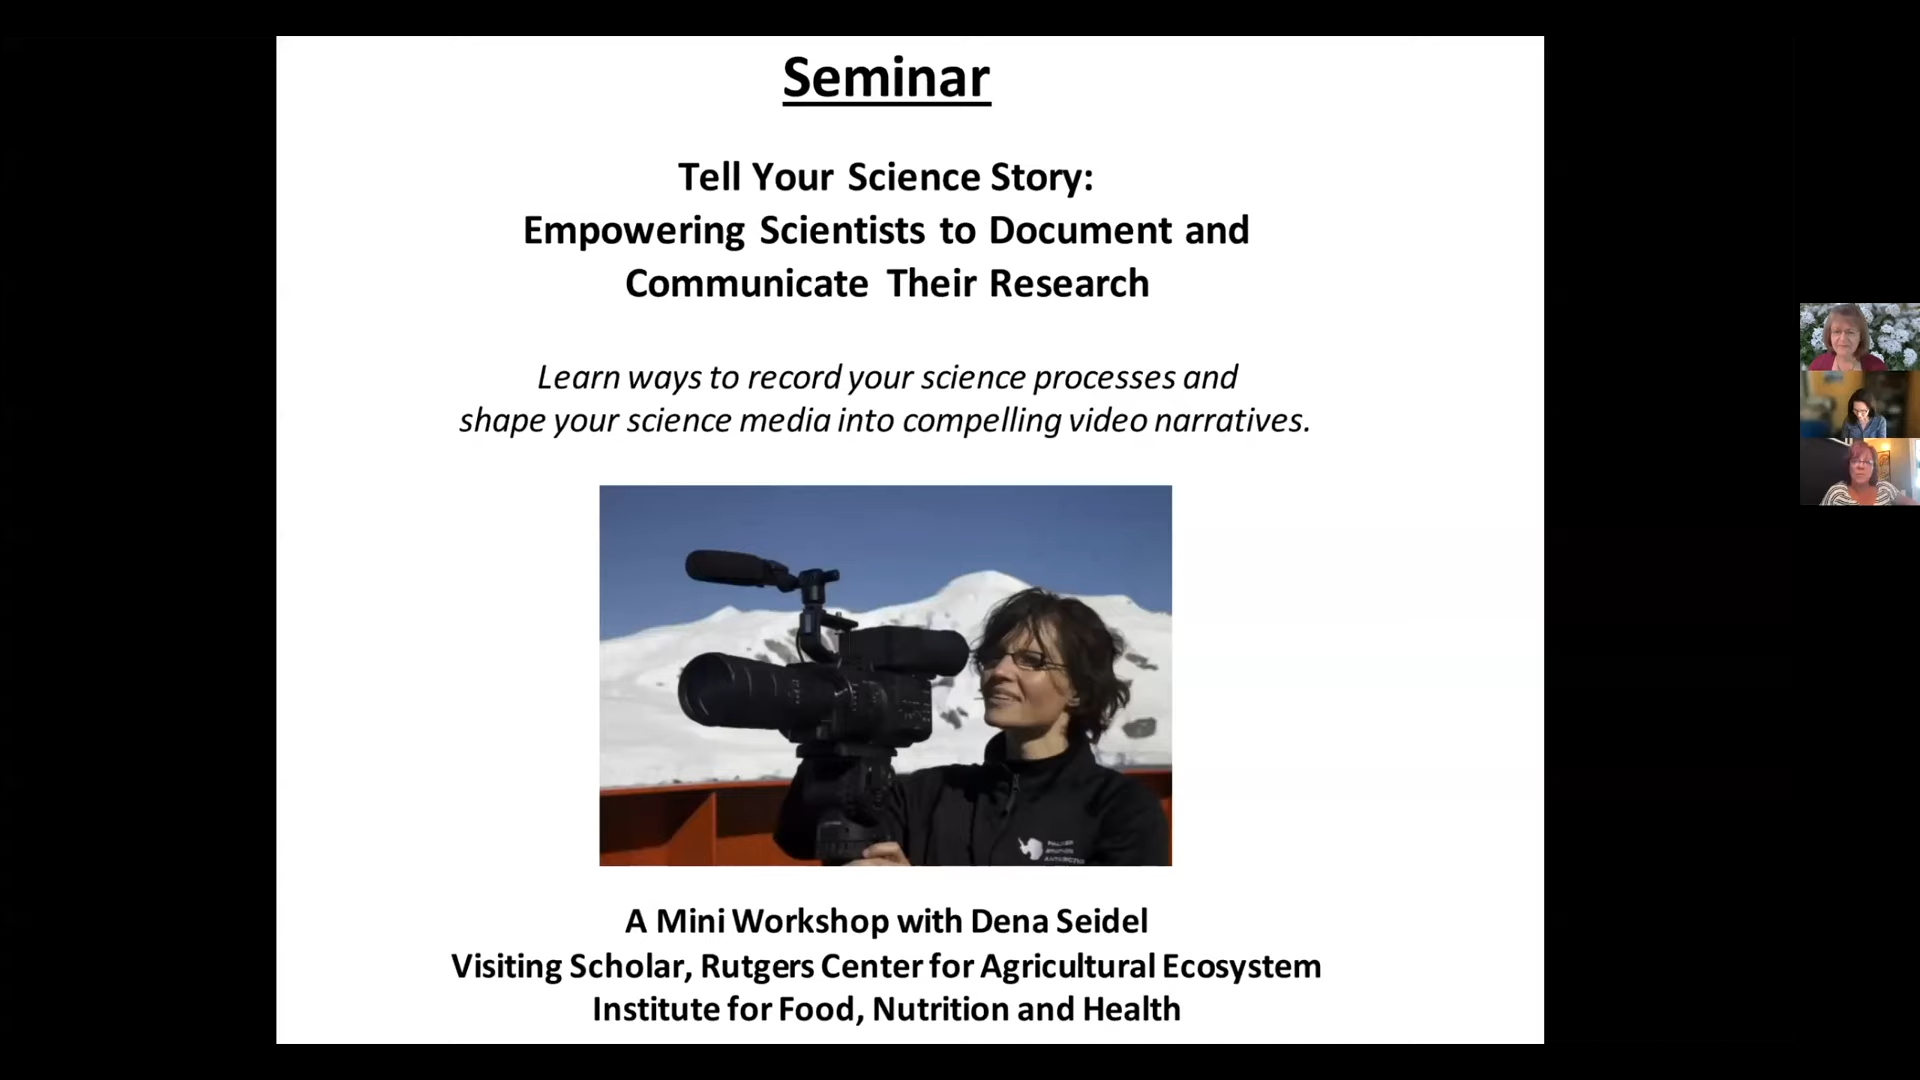 Seminar
Tell Your Science Story:
Empowering Scientists to Document and
Communicate Their Research
Learn ways to record your science processes and
shape your science media into compelling video narratives.
A Mini Workshop with Dena Seidel
Visiting Scholar, Rutgers Center for Agricultural Ecosystem
Institute for Food, Nutrition and Health